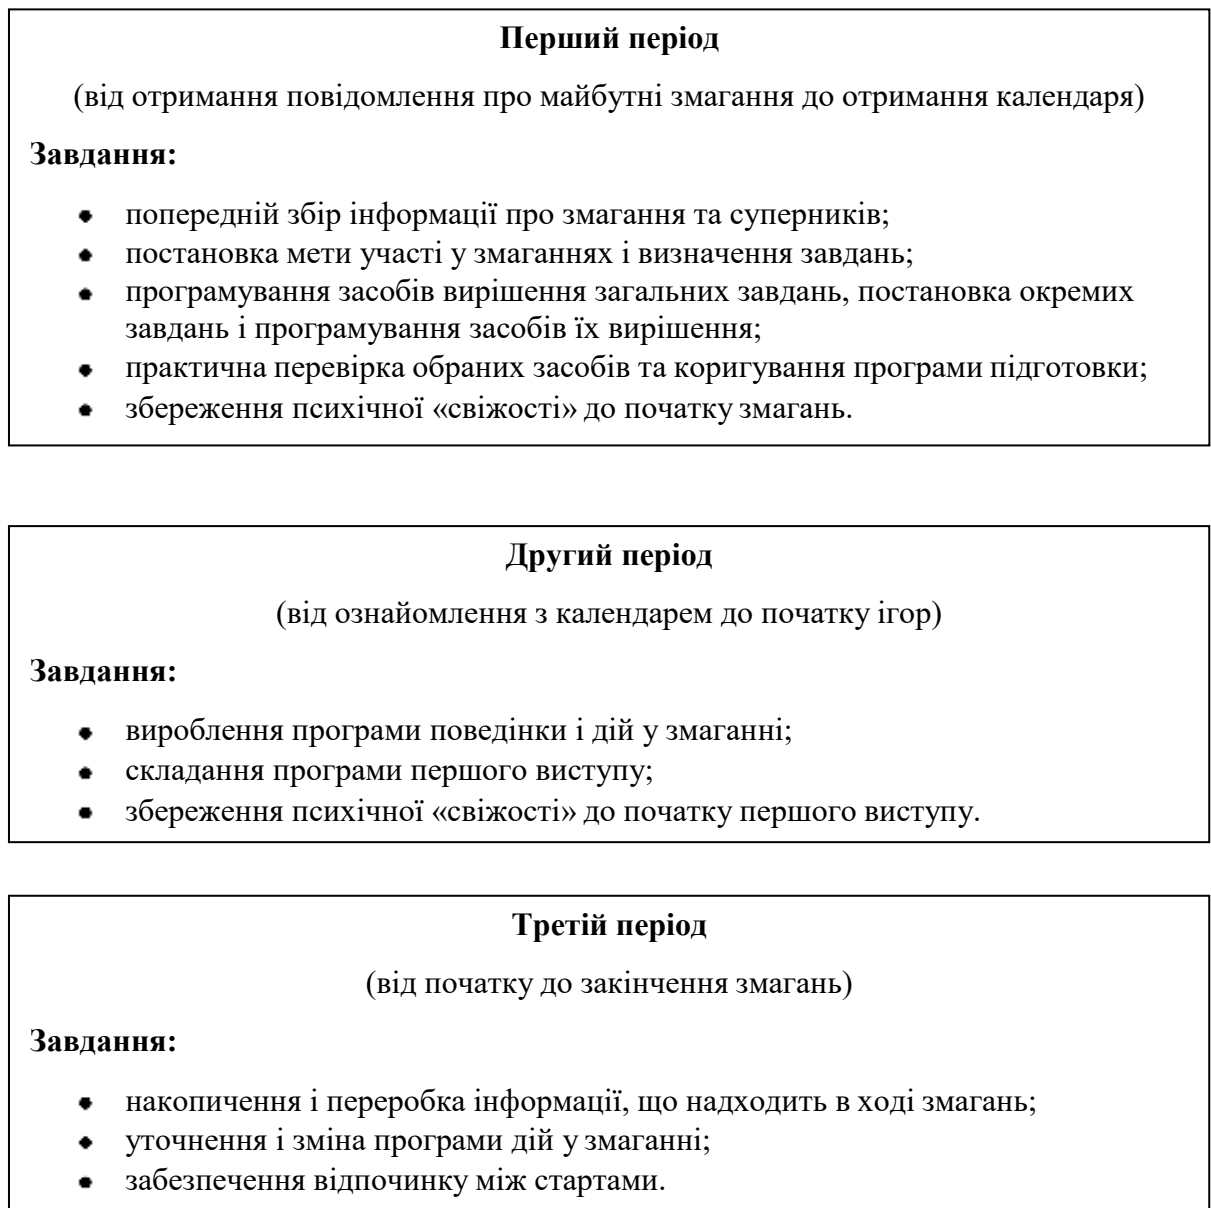 Перший період
(від отримання повідомлення про майбутні змагання до отримання календаря)
Завдання:
• попередній збір інформації про змагання та суперників;
• постановка мети участі у змаганнях і визначення завдань;
• програмування засобів вирішення загальних завдань, постановка окремих
завдань і програмування засобів їх вирішення;
• практична перевірка обраних засобів та коригування програми підготовки;
• збереження психічної «свіжості» до початку змагань.
Другий період
(від ознайомлення з календарем до початку ігор)
Завдання:
• вироблення програми поведінки і дій у змаганні;
• складання програми першого виступу;
• збереження психічної «свіжості» до початку першого виступу.
Третій період
(від початку до закінчення змагань)
Завдання:
• накопичення і переробка інформації, що надходить в ході змагань;
• уточнення і зміна програми дій у змаганні;
• забезпечення відпочинку між стартами.